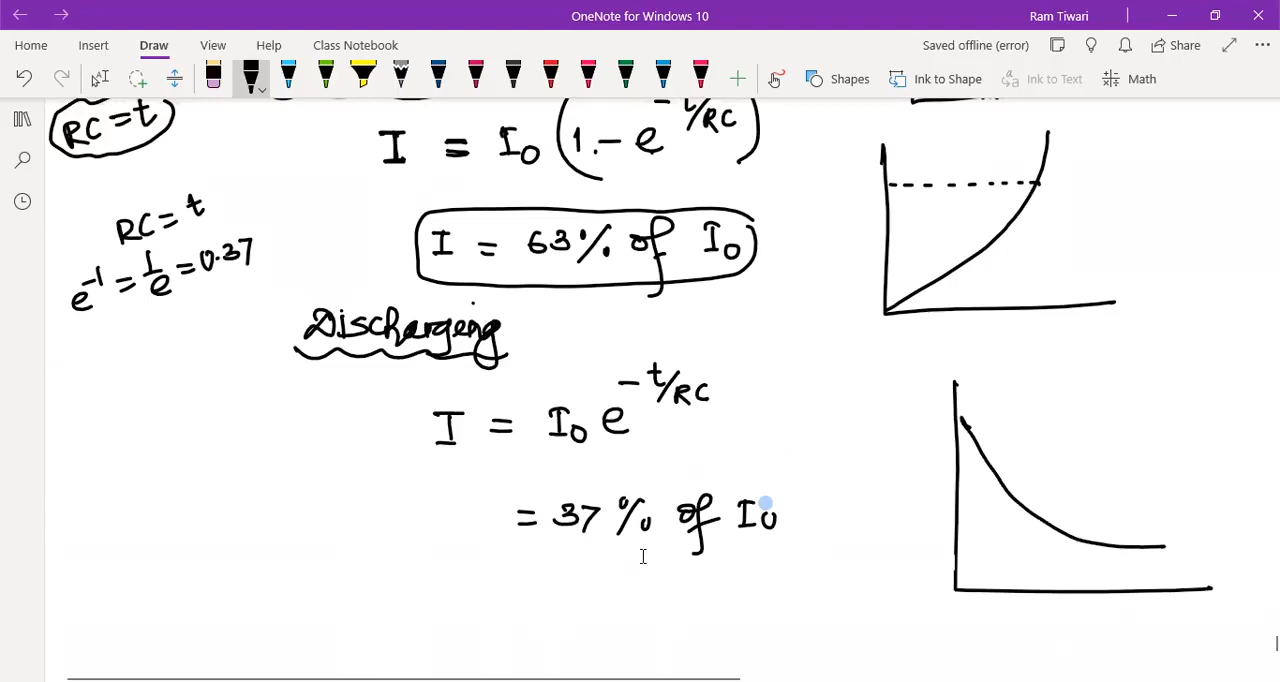 OneNote for Windows 10
Ram Tiwari
Home Insert Draw View Help Class Notebook
Saved offline (error)
Share
Shapes
Ink to Shape
Ink to Text
Math
RC = t
I = I₀ (1 - e^-t/RC)
RC = t
e^-1 = 1/e = 0.37
I = 63% of I₀
Dischargeing
I = I₀ e^-t/RC
= 37 % of I₀